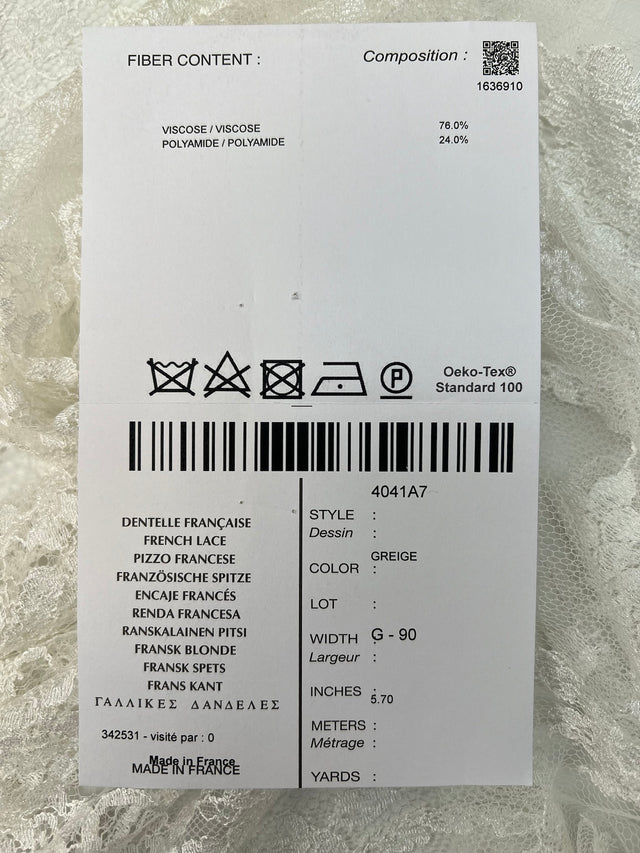 FIBER CONTENT :
Composition :
1636910
VISCOSE / VISCOSE 76.0%
POLYAMIDE / POLYAMIDE 24.0%
P
Oeko-Tex®
Standard 100
DENTELLE FRANÇAISE
FRENCH LACE
PIZZO FRANCESE
FRANZÖSISCHE SPITZE
ENCAJE FRANCÉS
RENDA FRANCESA
RANSKALAINEN PITSI
FRANSK BLONDE
FRANSK SPETS
FRANS KANT
ΓΑΛΛΙΚΕΣ ΔΑΝΔΕΛΕΣ
342531 - visité par : 0
Made in France
MADE IN FRANCE
4041A7
STYLE :
Dessin :
GREIGE
COLOR :
LOT :
WIDTH : G - 90
Largeur :
INCHES : 5.70
METERS :
Métrage :
YARDS :